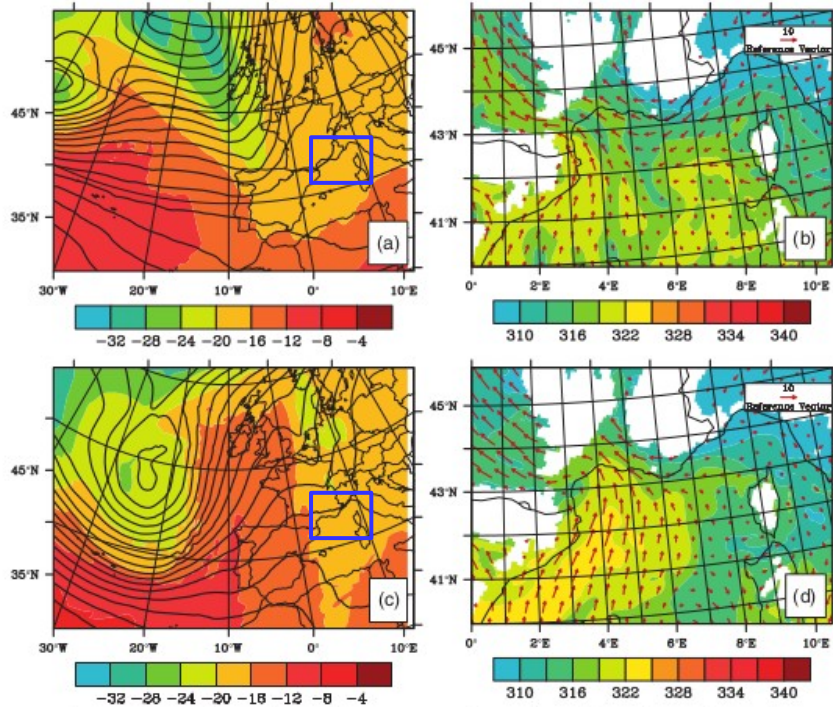 45°N
35°N
30°W 20°W 10°W 0° 10°E
(a)
-32 -28 -24 -20 -16 -12 -8 -4
45°N
43°N
41°N
0° 2°E 4°E 6°E 8°E 10°E
10
Reference Vector
(b)
310 316 322 328 334 340
45°N
35°N
30°W 20°W 10°W 0° 10°E
(c)
-32 -28 -24 -20 -16 -12 -8 -4
45°N
43°N
41°N
0° 2°E 4°E 6°E 8°E 10°E
10
Reference Vector
(d)
310 316 322 328 334 340